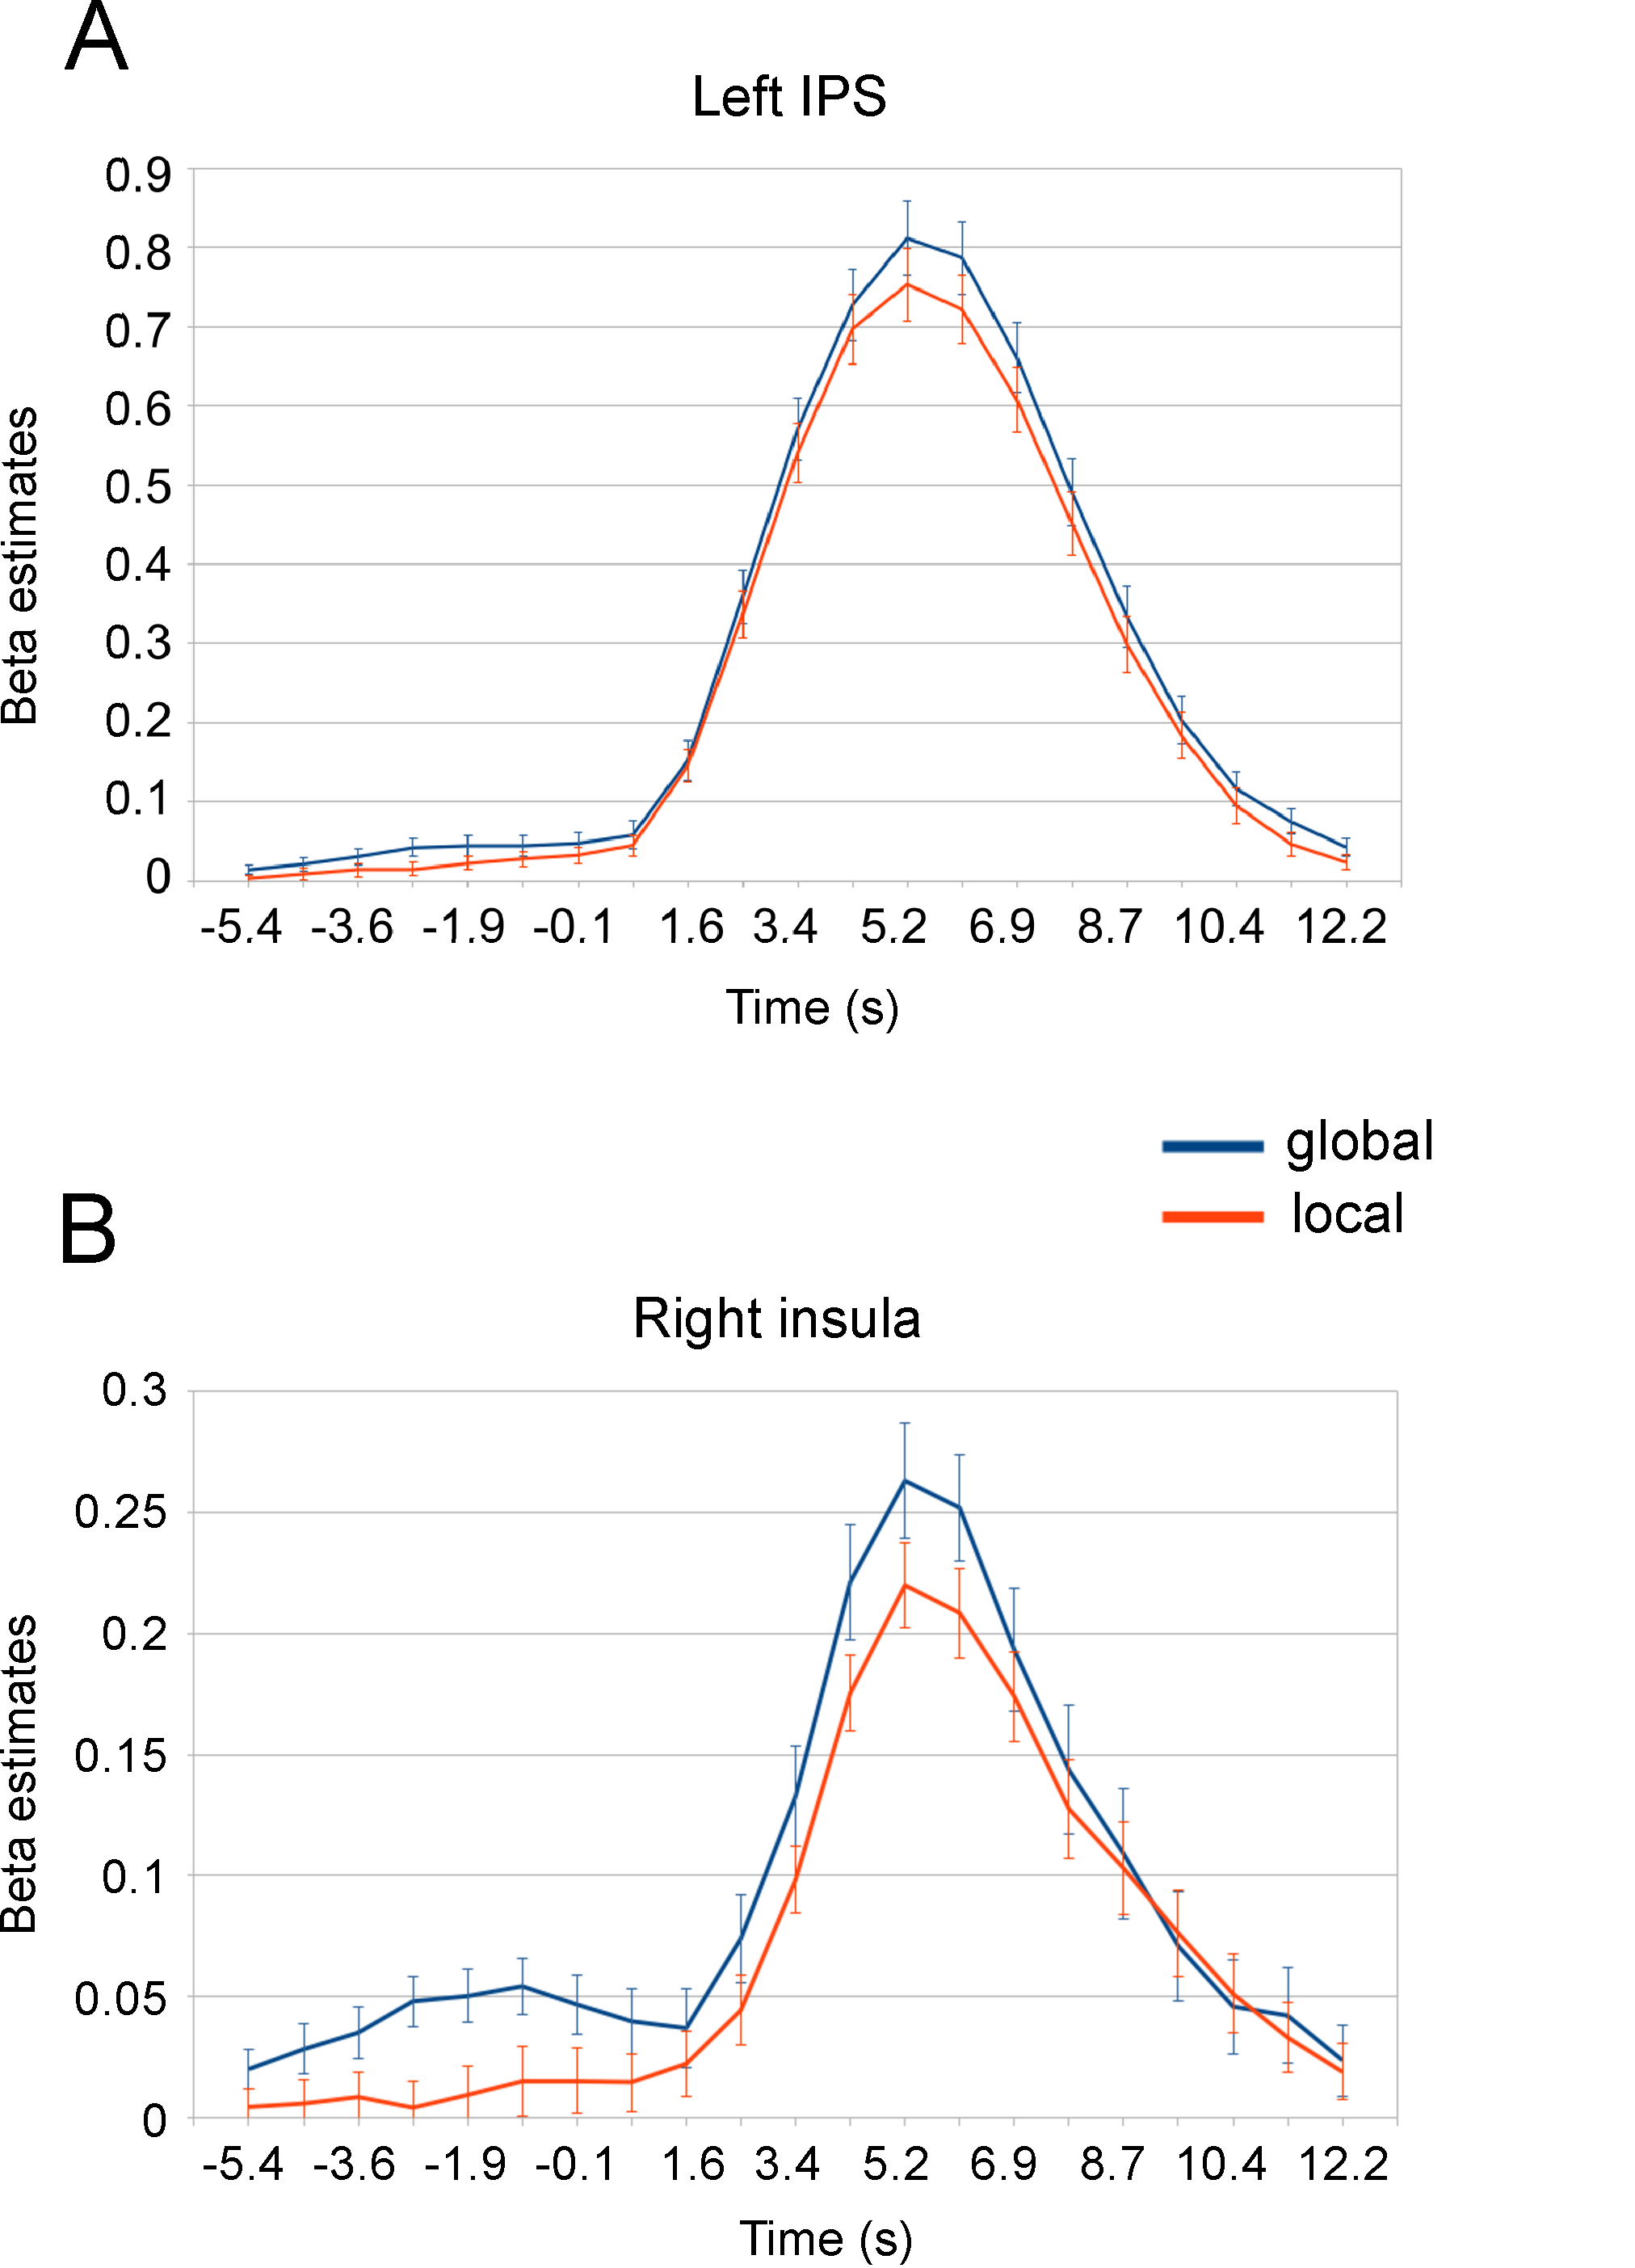 A
Left IPS
0.9
0.8
0.7
0.6
0.5
0.4
0.3
0.2
0.1
0
Beta estimates
-5.4 -3.6 -1.9 -0.1 1.6 3.4 5.2 6.9 8.7 10.4 12.2
Time (s)
global
local
B
Right insula
0.3
0.25
0.2
0.15
0.1
0.05
0
Beta estimates
-5.4 -3.6 -1.9 -0.1 1.6 3.4 5.2 6.9 8.7 10.4 12.2
Time (s)